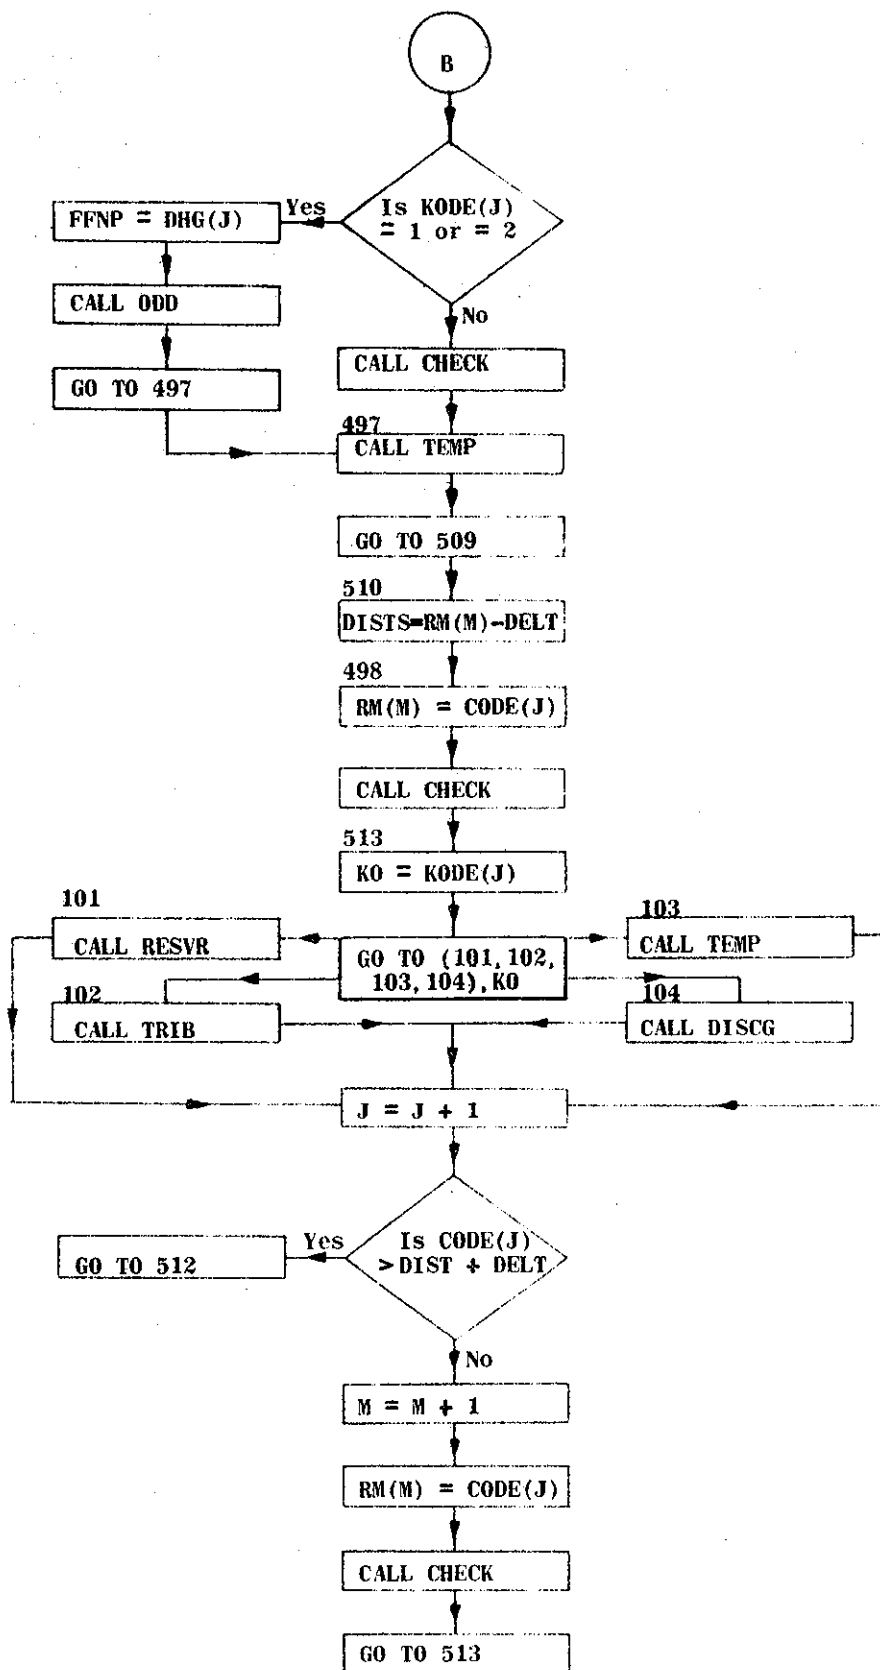 B
Is KODE(J)
= 1 or = 2
Yes
FFNP = DHG(J)
CALL ODD
GO TO 497
No
CALL CHECK
497
CALL TEMP
GO TO 509
510
DISTS=RM(M)-DELT
498
RM(M) = CODE(J)
CALL CHECK
513
KO = KODE(J)
101
CALL RESVR
GO TO (101,102,
103,104),KO
103
CALL TEMP
102
CALL TRIB
104
CALL DISCG
J = J + 1
Is CODE(J)
>DIST + DELT
Yes
GO TO 512
No
M = M + 1
RM(M) = CODE(J)
CALL CHECK
GO TO 513